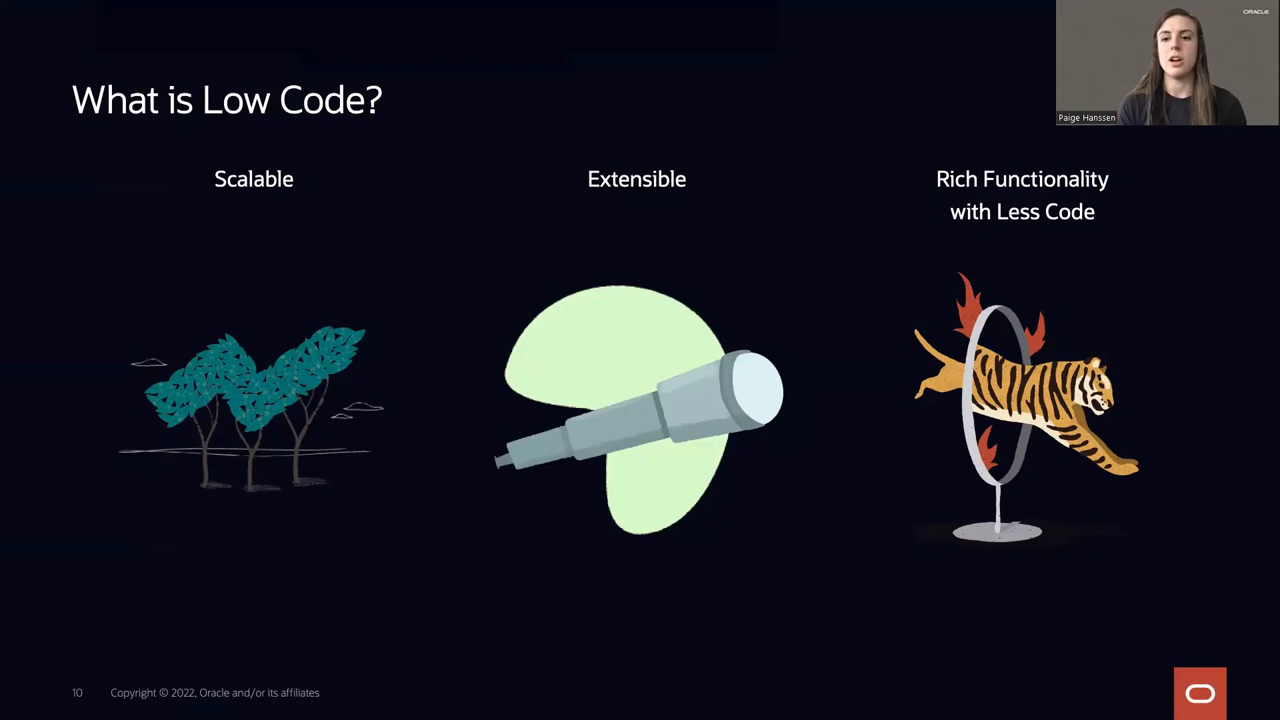 ORACLE
What is Low Code?
Paige Hanssen
Scalable
Extensible
Rich Functionality
with Less Code
10
Copyright © 2022, Oracle and/or its affiliates